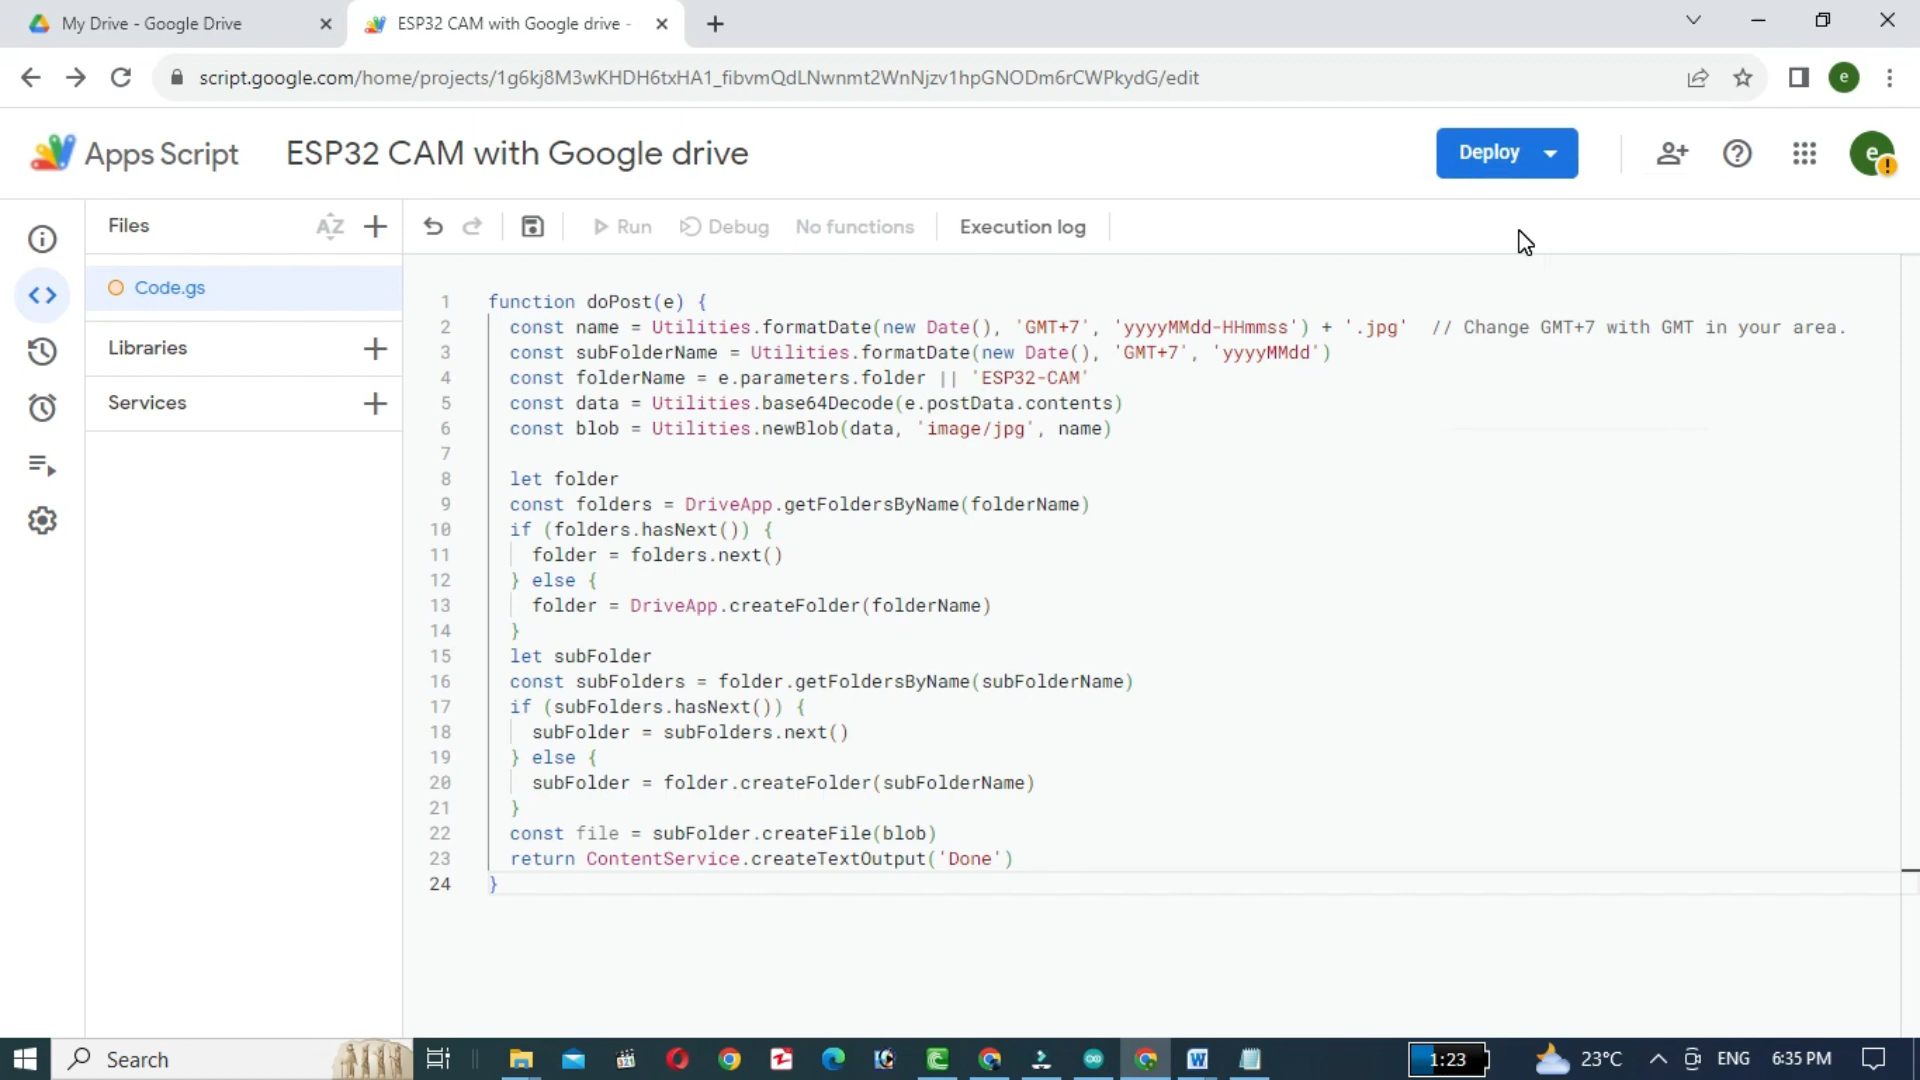 My Drive - Google Drive
ESP32 CAM with Google drive -
script.google.com/home/projects/1g6kj8M3wKHDH6txHA1_fibvmQdLNwnmt2WnNjzv1hpGNODm6rCWPkydG/edit
e
Apps Script
ESP32 CAM with Google drive
Deploy
e
Files
AZ
Run
Debug
No functions
Execution log
Code.gs
Libraries
Services
1 function doPost(e) {
2 const name = Utilities.formatDate(new Date(), 'GMT+7', 'yyyyMMdd-HHmmss') + '.jpg' // Change GMT+7 with GMT in your area.
3 const subFolderName = Utilities.formatDate(new Date(), 'GMT+7', 'yyyyMMdd')
4 const folderName = e.parameters.folder || 'ESP32-CAM'
5 const data = Utilities.base64Decode(e.postData.contents)
6 const blob = Utilities.newBlob(data, 'image/jpg', name)
7
8 let folder
9 const folders = DriveApp.getFoldersByName(folderName)
10 if (folders.hasNext()) {
11 folder = folders.next()
12 } else {
13 folder = DriveApp.createFolder(folderName)
14 }
15 let subFolder
16 const subFolders = folder.getFoldersByName(subFolderName)
17 if (subFolders.hasNext()) {
18 subFolder = subFolders.next()
19 } else {
20 subFolder = folder.createFolder(subFolderName)
21 }
22 const file = subFolder.createFile(blob)
23 return ContentService.createTextOutput('Done')
24 }
Search
1:23
23°C
ENG
6:35 PM